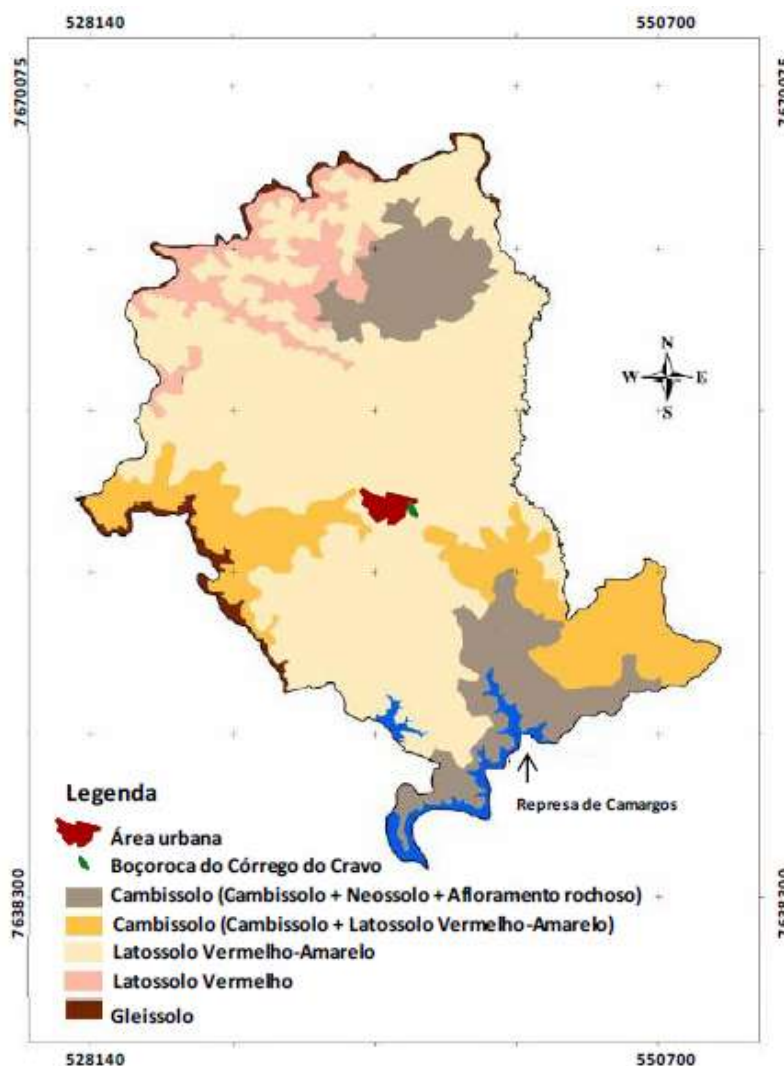 528140 550700
7670075 7670075
N
W E
S
Legenda
Represa de Camargos
Área urbana
Boçoroca do Córrego do Cravo
Cambissolo (Cambissolo + Neossolo + Afloramento rochoso)
Cambissolo (Cambissolo + Latossolo Vermelho-Amarelo)
Latossolo Vermelho-Amarelo
Latossolo Vermelho
Gleissolo
7638300 7638300
528140 550700